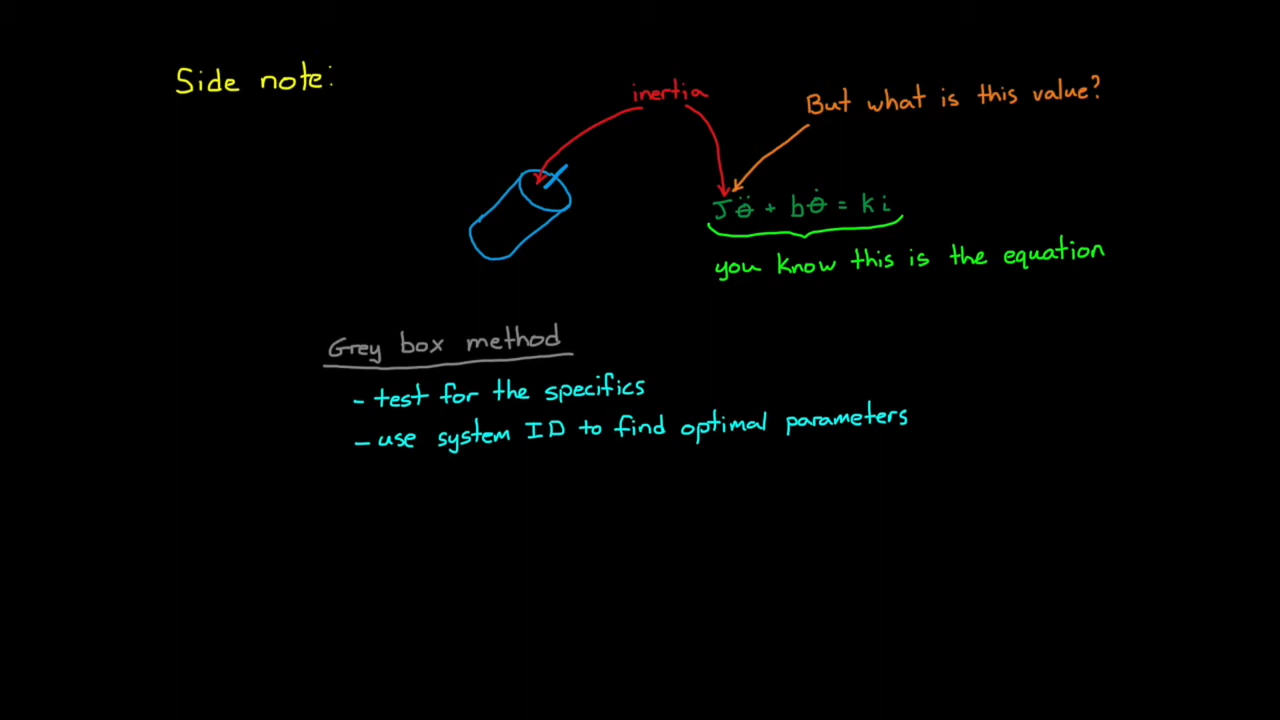 Side note:
inertia
But what is this value?
Jθ̈ + bθ̇ = ki
you know this is the equation
Grey box method
- test for the specifics
- use system ID to find optimal parameters